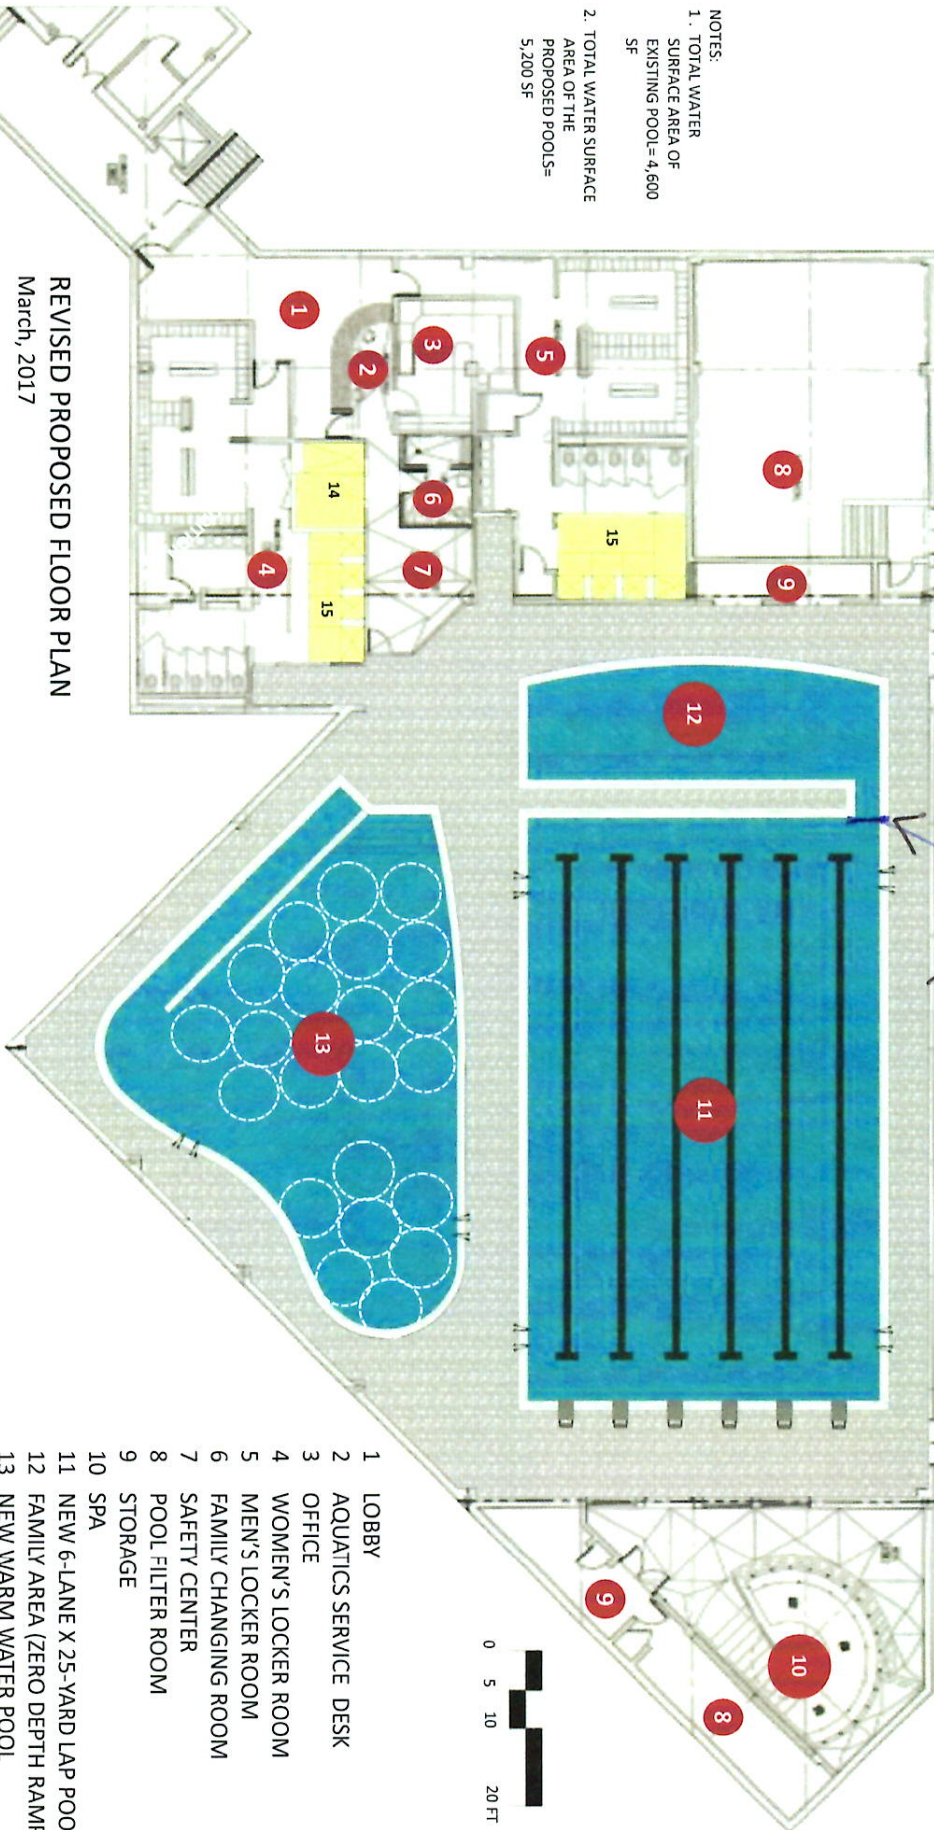 NOTES:
1. TOTAL WATER
SURFACE AREA OF
EXISTING POOL= 4,600
SF
2. TOTAL WATER SURFACE
AREA OF THE
PROPOSED POOLS=
5,200 SF
REVISED PROPOSED FLOOR PLAN
March, 2017
1
2
3
4
5
6
7
8
9
14
15
15
12
11
13
10
9
8
0 5 10 20 FT
1 LOBBY
2 AQUATICS SERVICE DESK
3 OFFICE
4 WOMEN'S LOCKER ROOM
5 MEN'S LOCKER ROOM
6 FAMILY CHANGING ROOM
7 SAFETY CENTER
8 POOL FILTER ROOM
9 STORAGE
10 SPA
11 NEW 6-LANE X 25-YARD LAP POO
12 FAMILY AREA (ZERO DEPTH RAMP
13 NEW WARM WATER POOL